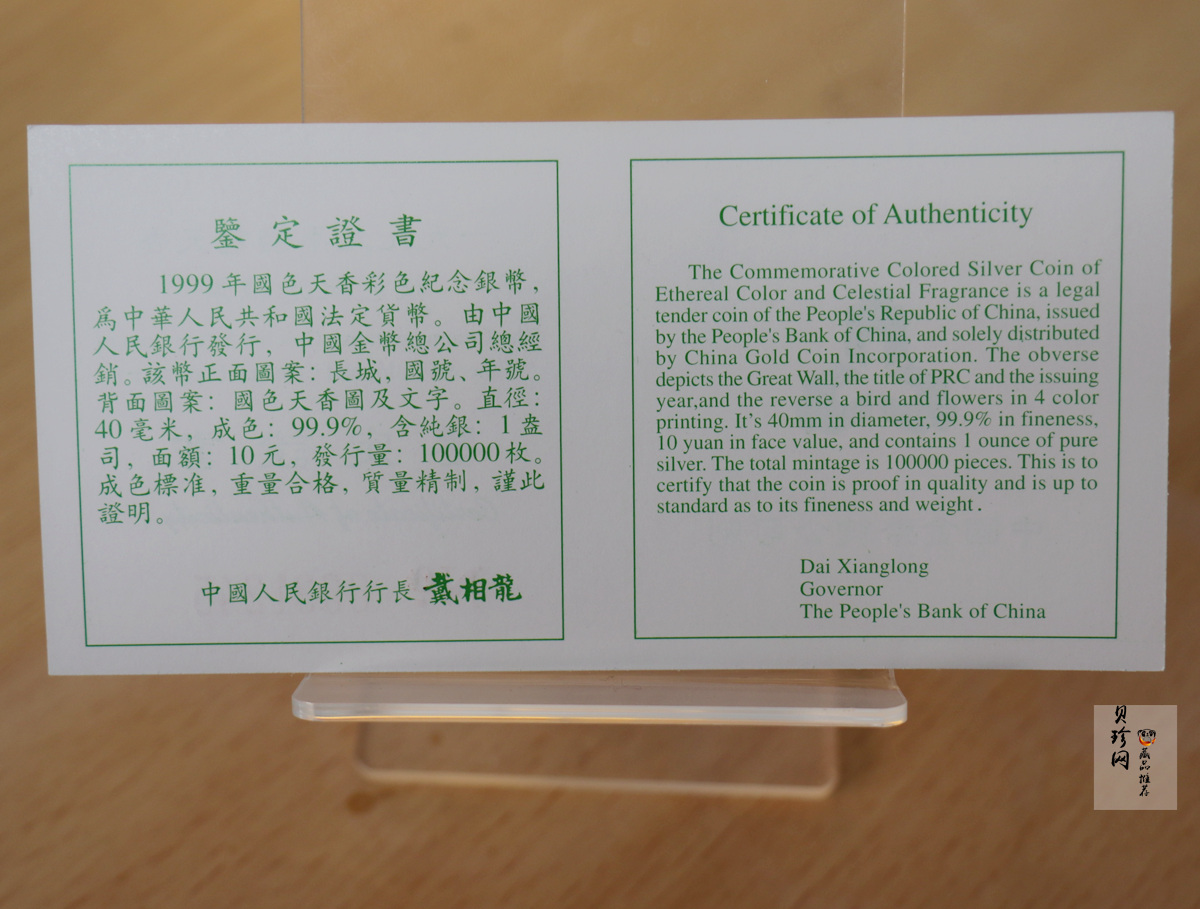 鑒定證書
1999年國色天香彩色紀念銀幣，
爲中華人民共和國法定貨幣。由中國
人民銀行發行，中國金幣總公司總經
銷。該幣正面圖案：長城，國號、年號。
背面圖案：國色天香圖及文字。直徑：
40毫米，成色：99.9%，含純銀：1盎
司，面額：10元，發行量：100000枚。
成色標准，重量合格，質量精制，謹此
證明。
中國人民銀行行長 戴相龍
Certificate of Authenticity
The Commemorative Colored Silver Coin of
Ethereal Color and Celestial Fragrance is a legal
tender coin of the People's Republic of China, issued
by the People's Bank of China, and solely distributed
by China Gold Coin Incorporation. The obverse
depicts the Great Wall, the title of PRC and the issuing
year,and the reverse a bird and flowers in 4 color
printing. It's 40mm in diameter, 99.9% in fineness,
10 yuan in face value, and contains 1 ounce of pure
silver. The total mintage is 100000 pieces. This is to
certify that the coin is proof in quality and is up to
standard as to its fineness and weight.
Dai Xianglong
Governor
The People's Bank of China
贝珍网
藏品推荐